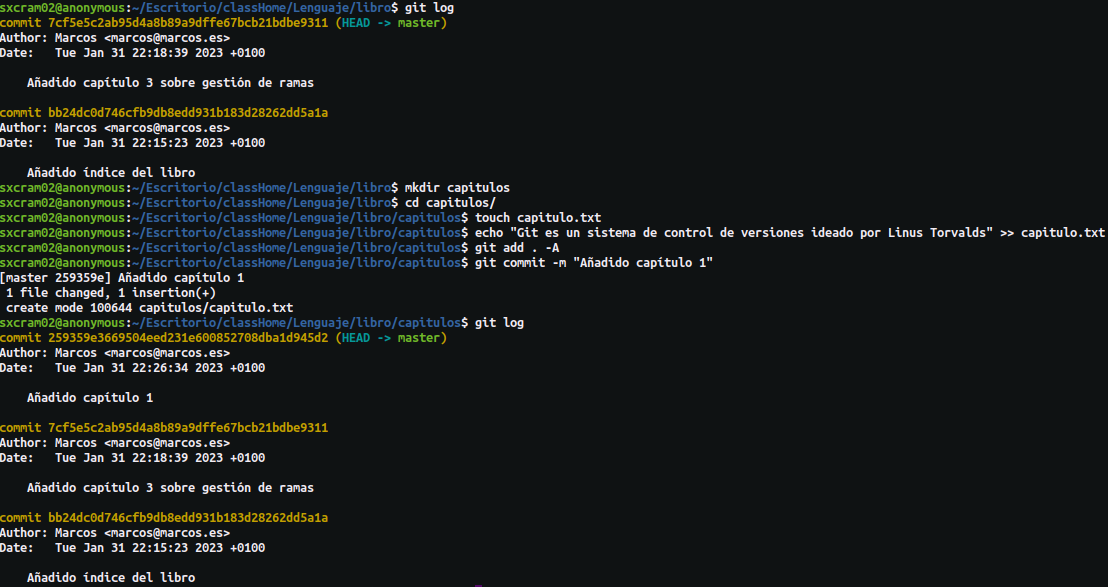 sxcram02@anonymous:~/Escritorio/classHome/Lenguaje/libro$ git log
commit 7cf5e5c2ab95d4a8b89a9dffe67bcb21bdbe9311 (HEAD -> master)
Author: Marcos <marcos@marcos.es>
Date:   Tue Jan 31 22:18:39 2023 +0100
Añadido capítulo 3 sobre gestión de ramas
commit bb24dc0d746cfb9db8edd931b183d28262dd5a1a
Author: Marcos <marcos@marcos.es>
Date:   Tue Jan 31 22:15:23 2023 +0100
Añadido índice del libro
sxcram02@anonymous:~/Escritorio/classHome/Lenguaje/libro$ mkdir capitulos
sxcram02@anonymous:~/Escritorio/classHome/Lenguaje/libro$ cd capitulos/
sxcram02@anonymous:~/Escritorio/classHome/Lenguaje/libro/capitulos$ touch capitulo.txt
sxcram02@anonymous:~/Escritorio/classHome/Lenguaje/libro/capitulos$ echo "Git es un sistema de control de versiones ideado por Linus Torvalds" >> capitulo.txt
sxcram02@anonymous:~/Escritorio/classHome/Lenguaje/libro/capitulos$ git add . -A
sxcram02@anonymous:~/Escritorio/classHome/Lenguaje/libro/capitulos$ git commit -m "Añadido capítulo 1"
[master 259359e] Añadido capítulo 1
1 file changed, 1 insertion(+)
create mode 100644 capitulos/capitulo.txt
sxcram02@anonymous:~/Escritorio/classHome/Lenguaje/libro/capitulos$ git log
commit 259359e3669504eed231e600852708dba1d945d2 (HEAD -> master)
Author: Marcos <marcos@marcos.es>
Date:   Tue Jan 31 22:26:34 2023 +0100
Añadido capítulo 1
commit 7cf5e5c2ab95d4a8b89a9dffe67bcb21bdbe9311
Author: Marcos <marcos@marcos.es>
Date:   Tue Jan 31 22:18:39 2023 +0100
Añadido capítulo 3 sobre gestión de ramas
commit bb24dc0d746cfb9db8edd931b183d28262dd5a1a
Author: Marcos <marcos@marcos.es>
Date:   Tue Jan 31 22:15:23 2023 +0100
Añadido índice del libro